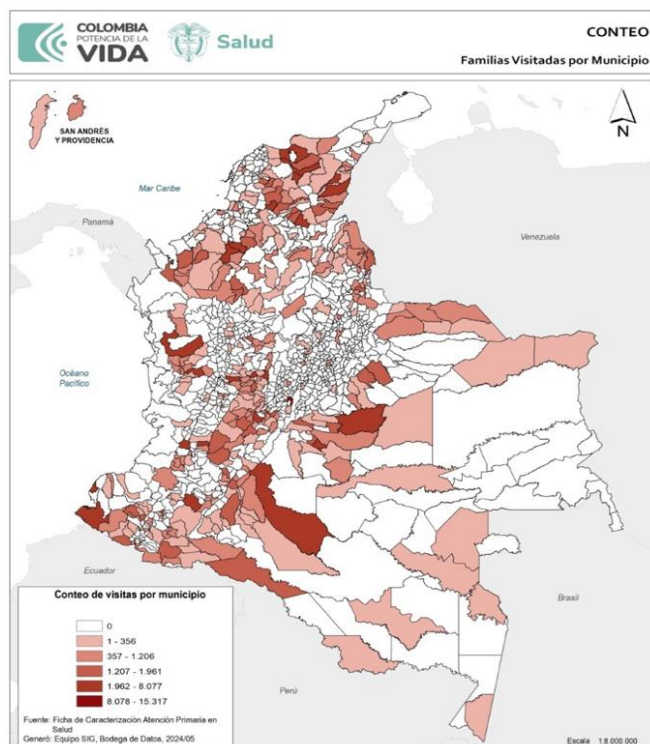 COLOMBIA
POTENCIA DE LA
VIDA
Salud
CONTEO
Familias Visitadas por Municipio
SAN ANDRÉS
Y PROVIDENCIA
N
Mar Caribe
Panamá
Venezuela
Océano
Pacífico
Ecuador
Brasil
Perú
Conteo de visitas por municipio
0
1 - 356
357 - 1.206
1.207 - 1.961
1.962 - 8.077
8.078 - 15.317
Fuente: Ficha de Caracterización Atención Primaria en
Salud
Generó: Equipo SIG, Bodega de Datos, 2024/05
Escala 1:6.000.000